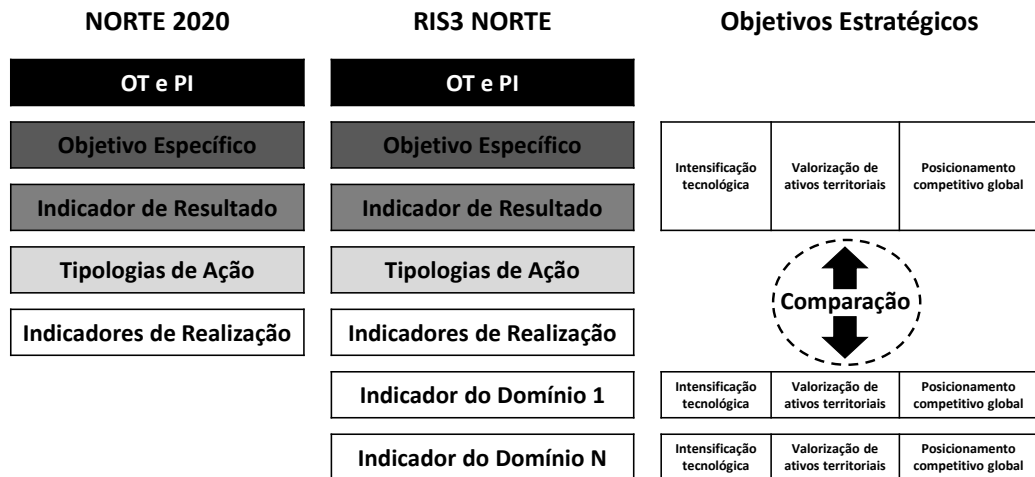 NORTE 2020
RIS3 NORTE
Objetivos Estratégicos
OT e PI
OT e PI
Objetivo Específico
Objetivo Específico
Intensificação
tecnológica
Valorização de
ativos territoriais
Posicionamento
competitivo global
Indicador de Resultado
Indicador de Resultado
Tipologias de Ação
Tipologias de Ação
Comparação
Indicadores de Realização
Indicadores de Realização
Indicador do Domínio 1
Intensificação
tecnológica
Valorização de
ativos territoriais
Posicionamento
competitivo global
Indicador do Domínio N
Intensificação
tecnológica
Valorização de
ativos territoriais
Posicionamento
competitivo global